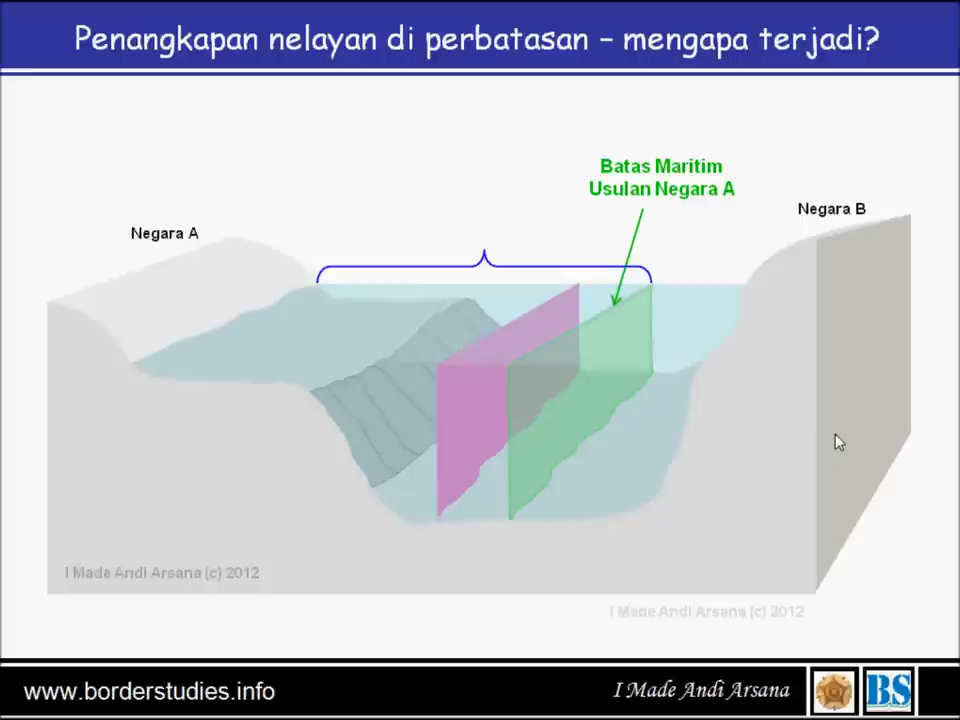 Penangkapan nelayan di perbatasan – mengapa terjadi?
Batas Maritim
Usulan Negara A
Negara B
Negara A
I Made Andi Arsana (c) 2012
I Made Andi Arsana (c) 2012
www.borderstudies.info
I Made Andi Arsana
BS